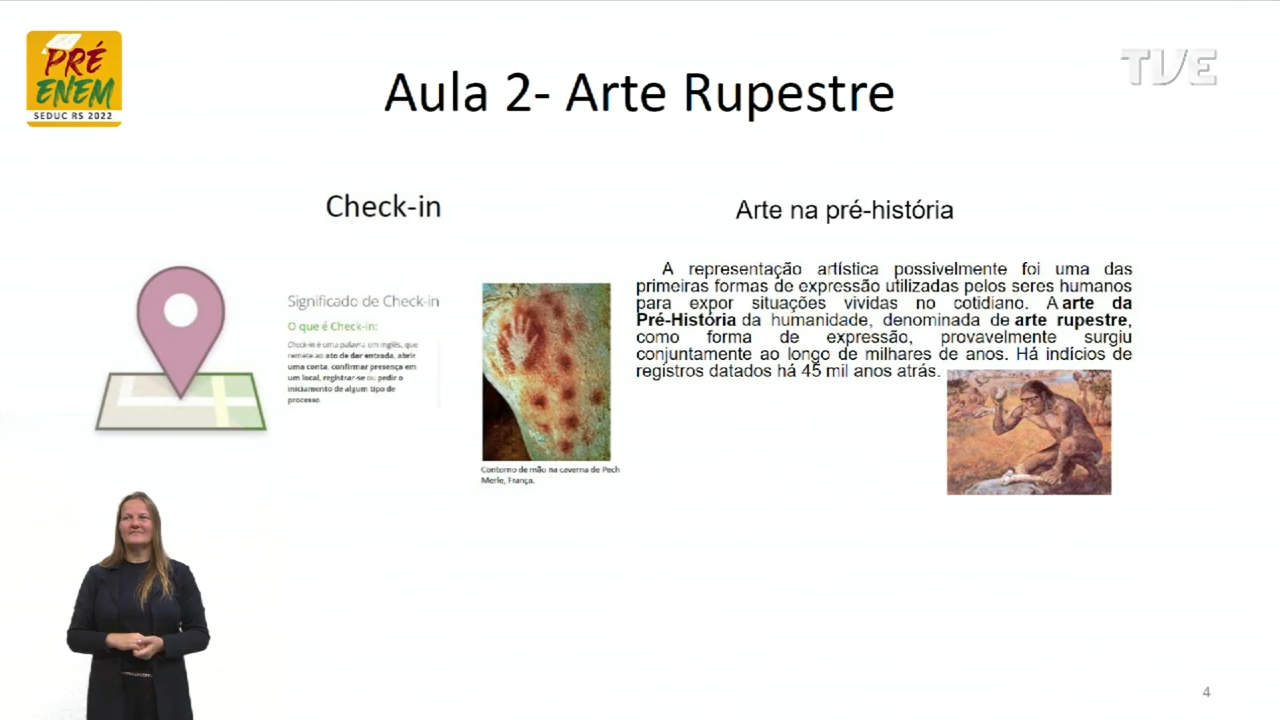 PRÉ
ENEM
SEDUC RS 2022
TVE
Aula 2- Arte Rupestre
Check-in
Significado de Check-in
O que é Check-in:
Check-in é uma palavra em inglês, que
remete ao ato de dar entrada, abrir
uma conta, confirmar presença em
um local, registrar-se ou pedir o
iniciamento de algum tipo de
processo
Contorno de mão na caverna de Pech
Merle, França.
Arte na pré-história
A representação artística possivelmente foi uma das
primeiras formas de expressão utilizadas pelos seres humanos
para expor situações vividas no cotidiano. A arte da
Pré-História da humanidade, denominada de arte rupestre,
como forma de expressão, provavelmente surgiu
conjuntamente ao longo de milhares de anos. Há indícios de
registros datados há 45 mil anos atrás.
4